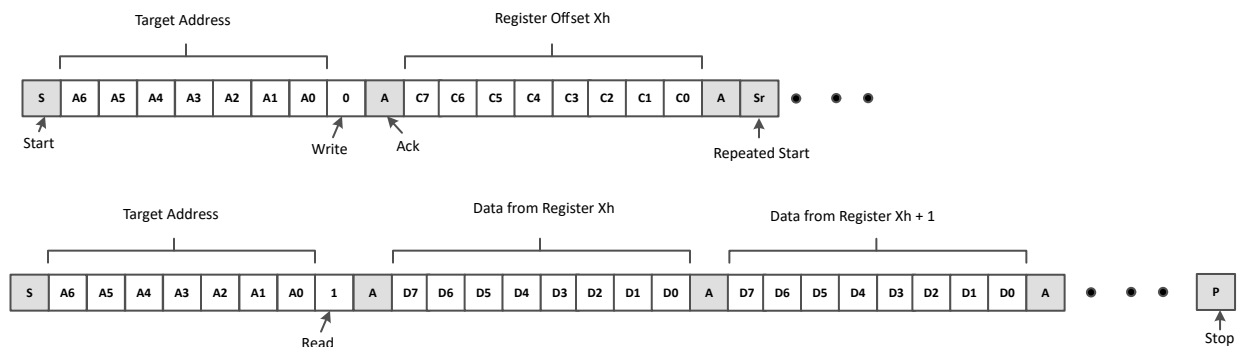 Target Address Register Offset Xh
S A6 A5 A4 A3 A2 A1 A0 0 A C7 C6 C5 C4 C3 C2 C1 C0 A Sr
Start Write Ack Repeated Start
Target Address Data from Register Xh Data from Register Xh + 1
S A6 A5 A4 A3 A2 A1 A0 1 A D7 D6 D5 D4 D3 D2 D1 D0 A D7 D6 D5 D4 D3 D2 D1 D0 A P
Read Stop